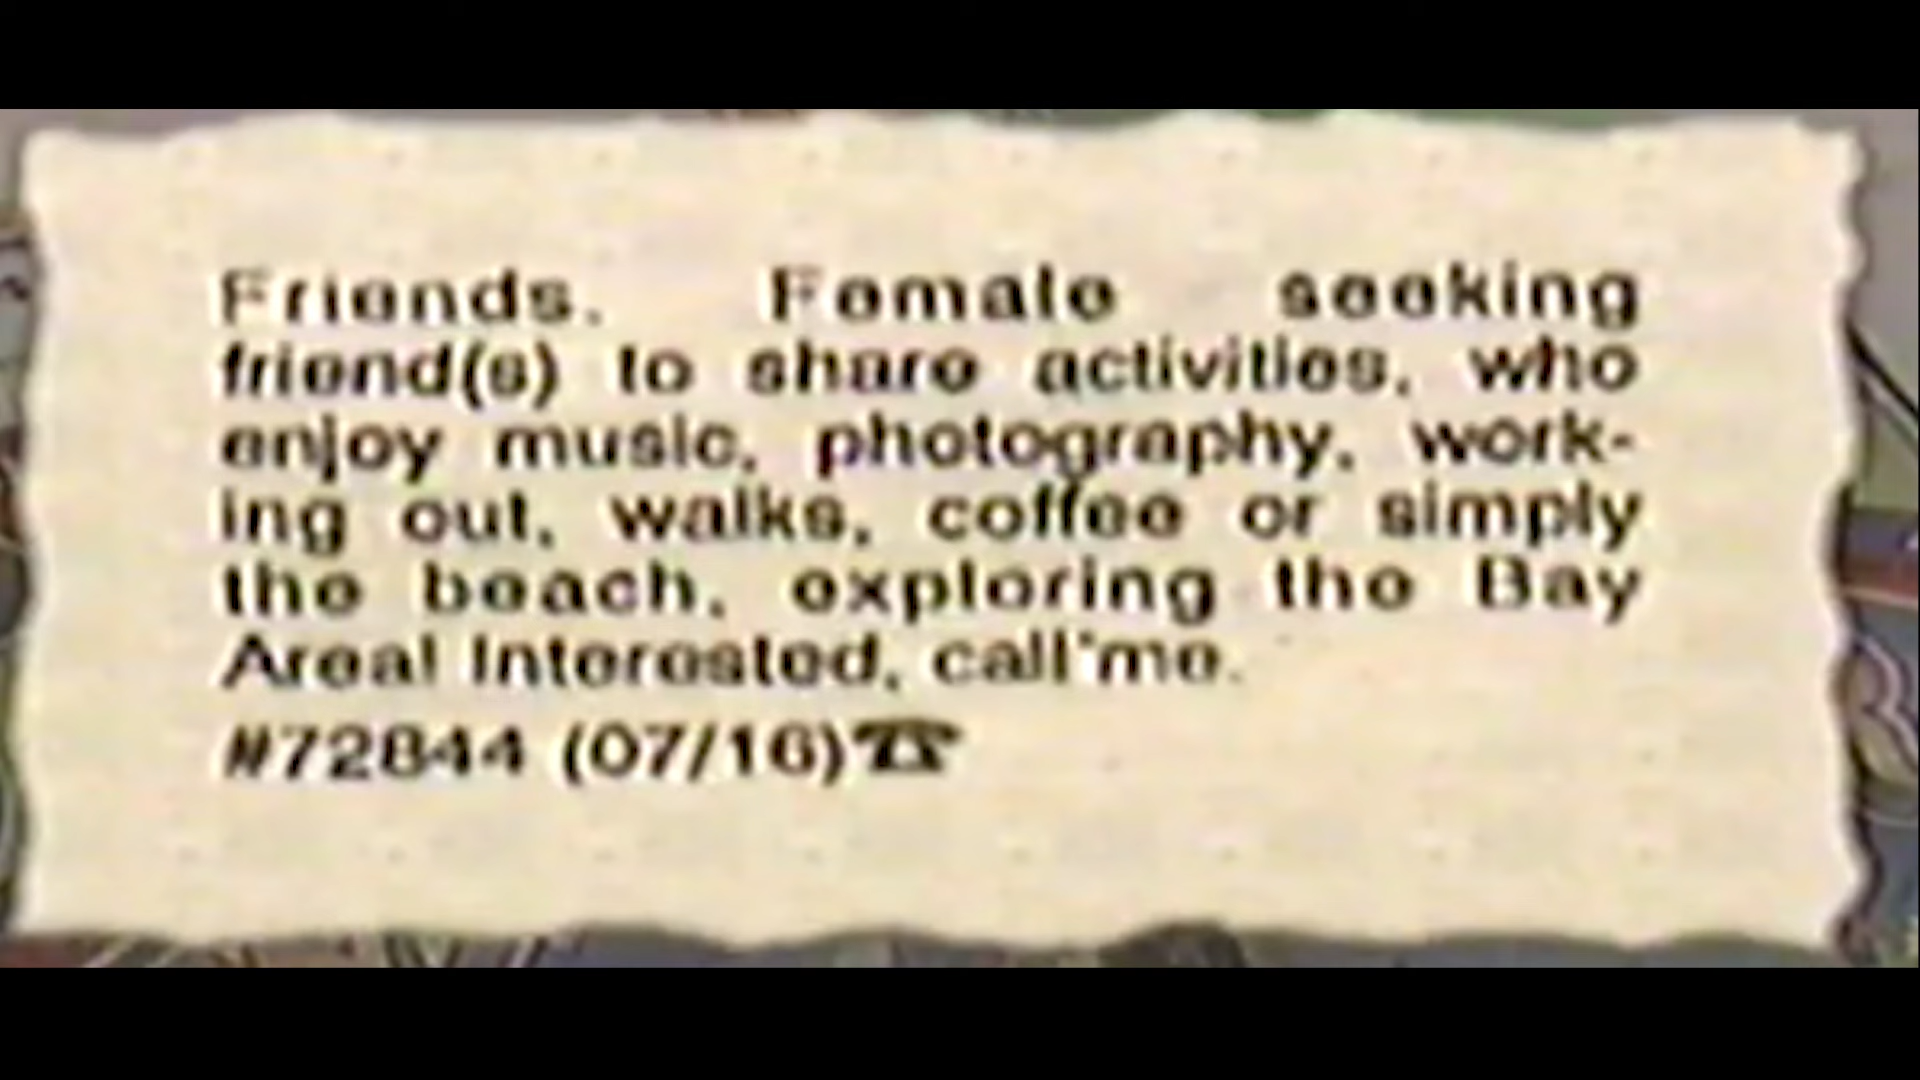 Friends. Female seeking
friend(s) to share activities, who
enjoy music, photography, work-
ing out, walks, coffee or simply
the beach, exploring the Bay
Area! Interested, call me.
#72844 (07/16)☎